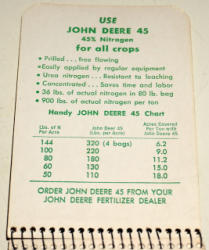 USE
JOHN DEERE 45
45% Nitrogen
for all crops
• Prilled . . . free flowing
• Easily applied by regular equipment
• Urea nitrogen . . . Resistant to leaching
• Concentrated . . . Saves time and labor
• 36 lbs. of actual nitrogen in 80 lb. bag
• 900 lbs. of actual nitrogen per ton
Handy JOHN DEERE 45 Chart
Lbs. of N Per Acre John Deere 45 (Lbs. per Acre) Acres Covered Per Ton with John Deere 45
144 320 (4 bags) 6.2
100 220 9.0
80 180 11.2
60 130 15.0
50 110 18.0
ORDER JOHN DEERE 45 FROM YOUR
JOHN DEERE FERTILIZER DEALER